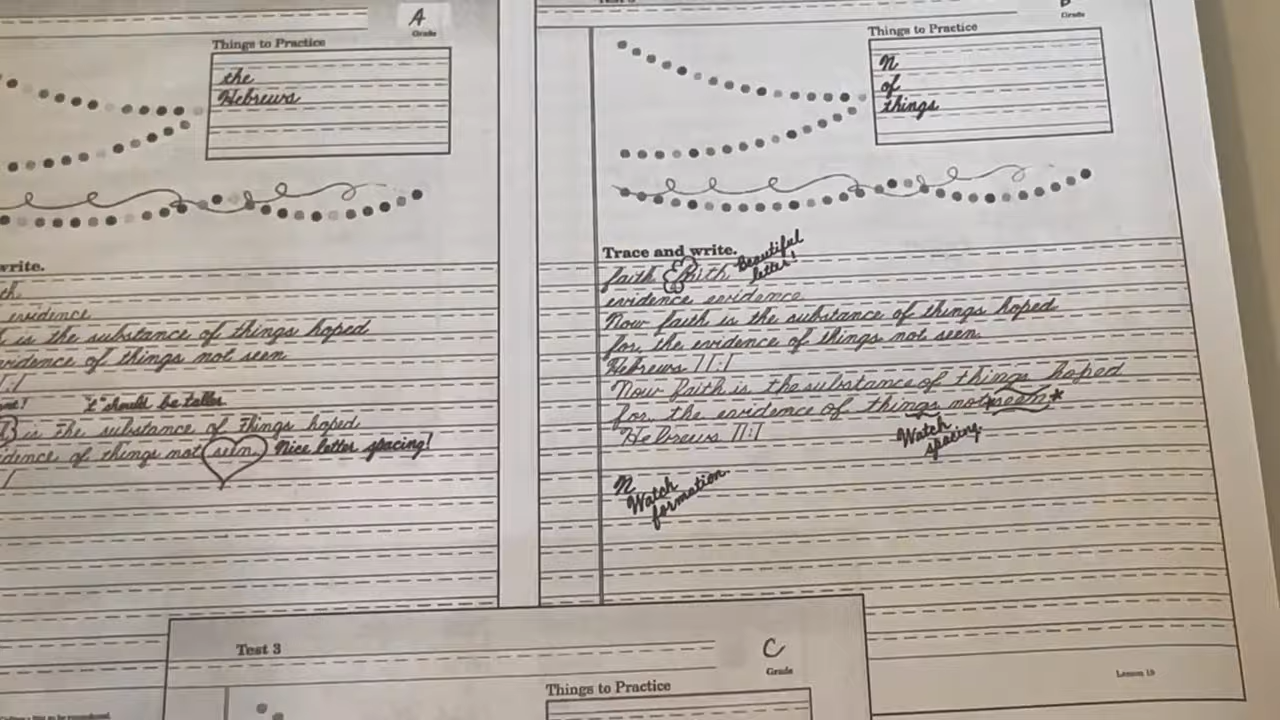 A
Grade
Things to Practice
the
Hebrews
write.
evidence
is the substance of things hoped
evidence of things not seen
"t" should be taller
is the substance of things hoped
evidence of things not seen Nice letter spacing!
Grade
Things to Practice
N
of
things
Trace and write.
faith faith Beautiful letter!
evidence evidence
Now faith is the substance of things hoped
for, the evidence of things not seen.
Hebrews 11:1
Now faith is the substance of things hoped
for, the evidence of things not seen
Hebrews 11:1
Watch
spacing.
N
Watch
formation.
Lesson 19
Test 3
C
Grade
Things to Practice